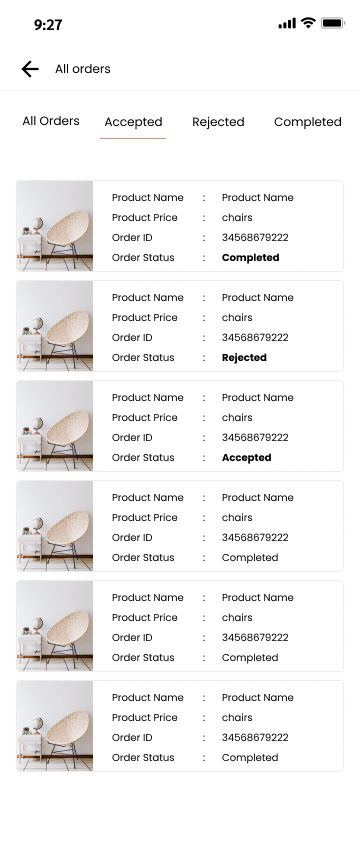 9:27
All orders
All Orders Accepted Rejected Completed
Product Name : Product Name
Product Price : chairs
Order ID : 34568679222
Order Status : Completed
Product Name : Product Name
Product Price : chairs
Order ID : 34568679222
Order Status : Rejected
Product Name : Product Name
Product Price : chairs
Order ID : 34568679222
Order Status : Accepted
Product Name : Product Name
Product Price : chairs
Order ID : 34568679222
Order Status : Completed
Product Name : Product Name
Product Price : chairs
Order ID : 34568679222
Order Status : Completed
Product Name : Product Name
Product Price : chairs
Order ID : 34568679222
Order Status : Completed